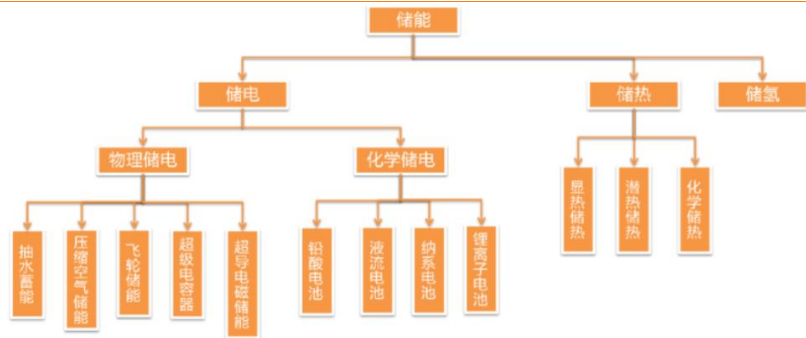 储能
储电
储热
储氢
物理储电
化学储电
抽水蓄能
压缩空气储能
飞轮储能
超级电容器
超导电磁储能
铅酸电池
液流电池
纳系电池
锂离子电池
显热储热
潜热储热
化学储热